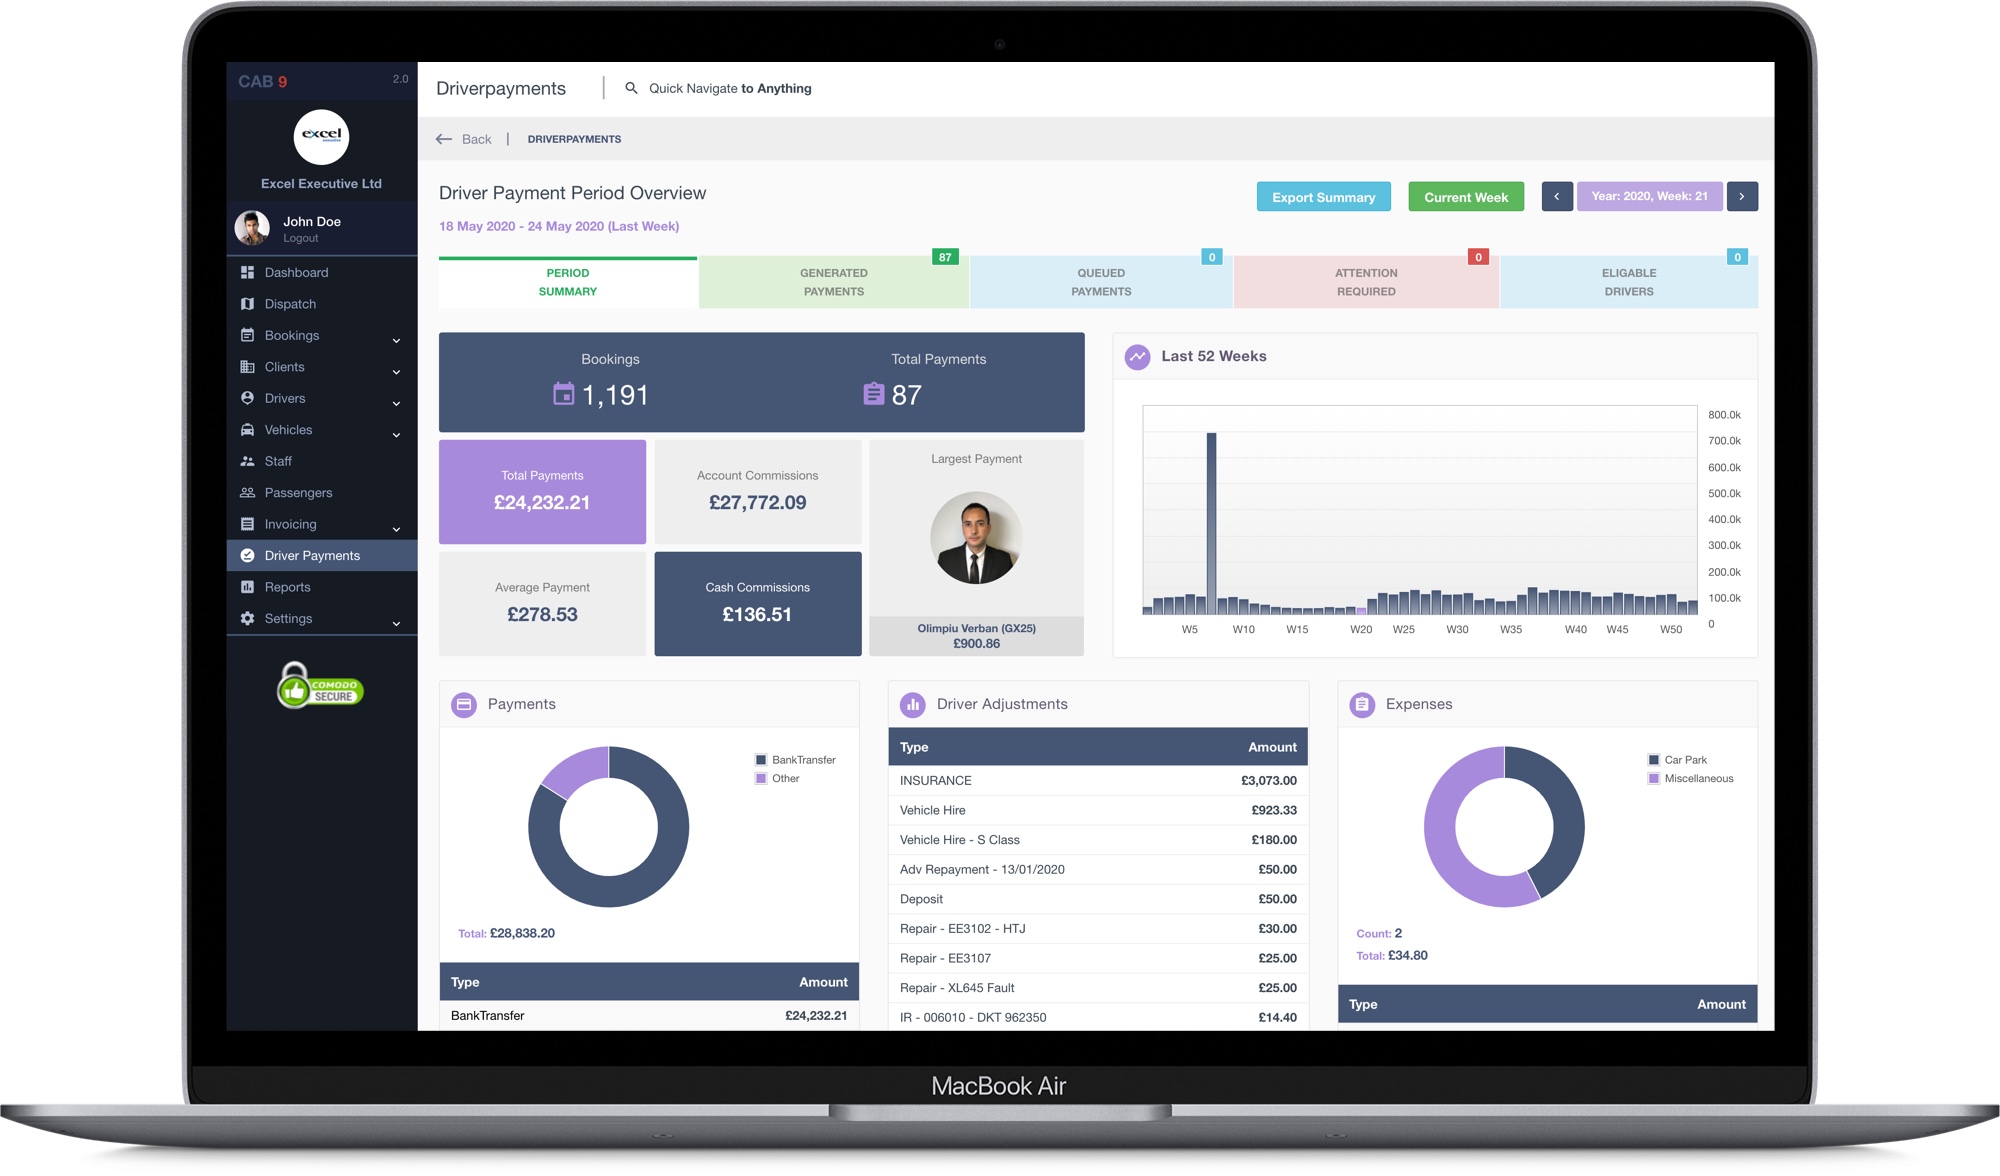 CAB 9
2.0
excel
Excel Executive Ltd
John Doe
Logout
Dashboard
Dispatch
Bookings
Clients
Drivers
Vehicles
Staff
Passengers
Invoicing
Driver Payments
Reports
Settings
COMODO
SECURE
Driverpayments
Quick Navigate to Anything
Back
DRIVERPAYMENTS
Driver Payment Period Overview
18 May 2020 - 24 May 2020 (Last Week)
Export Summary
Current Week
Year: 2020, Week: 21
PERIOD
SUMMARY
87
GENERATED
PAYMENTS
0
QUEUED
PAYMENTS
0
ATTENTION
REQUIRED
0
ELIGABLE
DRIVERS
Bookings
1,191
Total Payments
87
Total Payments
£24,232.21
Account Commissions
£27,772.09
Average Payment
£278.53
Cash Commissions
£136.51
Largest Payment
Olimpiu Verban (GX25)
£900.86
Last 52 Weeks
800.0k
700.0k
600.0k
500.0k
400.0k
300.0k
200.0k
100.0k
0
W5 W10 W15 W20 W25 W30 W35 W40 W45 W50
Payments
BankTransfer
Other
Total: £28,838.20
Type Amount
BankTransfer £24,232.21
Driver Adjustments
Type Amount
INSURANCE £3,073.00
Vehicle Hire £923.33
Vehicle Hire - S Class £180.00
Adv Repayment - 13/01/2020 £50.00
Deposit £50.00
Repair - EE3102 - HTJ £30.00
Repair - EE3107 £25.00
Repair - XL645 Fault £25.00
IR - 006010 - DKT 962350 £14.40
Expenses
Car Park
Miscellaneous
Count: 2
Total: £34.80
Type Amount
MacBook Air